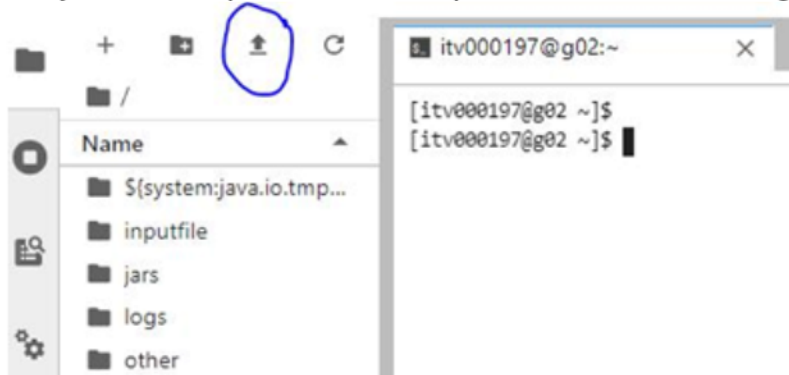 itv000197@g02:~
/
Name
${system:java.io.tmp...
inputfile
jars
logs
other
[itv000197@g02 ~]$
[itv000197@g02 ~]$